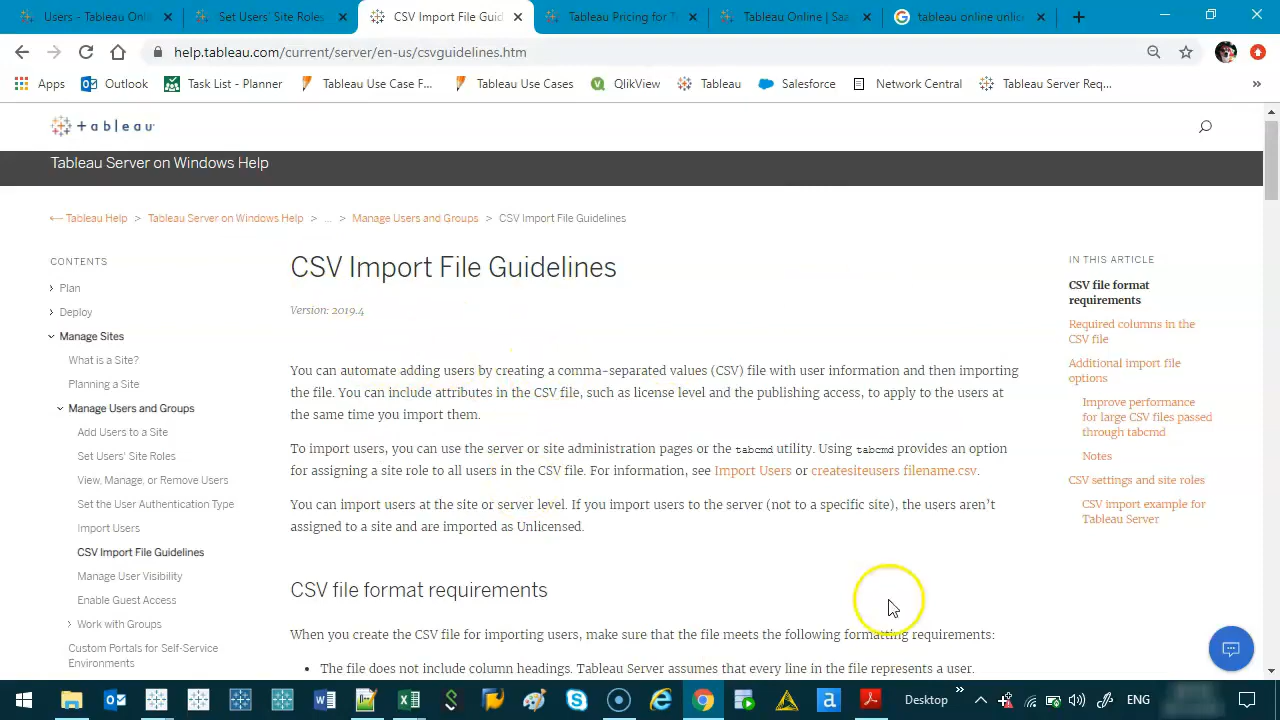 Users - Tableau Onli
Set Users' Site Roles
CSV Import File Guid
Tableau Pricing for T
Tableau Online | Saa
tableau online unlic
help.tableau.com/current/server/en-us/csvguidelines.htm
Apps
Outlook
Task List - Planner
Tableau Use Case F...
Tableau Use Cases
QlikView
Tableau
Salesforce
Network Central
Tableau Server Req...
+ableau
Tableau Server on Windows Help
← Tableau Help > Tableau Server on Windows Help > ... > Manage Users and Groups > CSV Import File Guidelines
CONTENTS
Plan
Deploy
Manage Sites
What is a Site?
Planning a Site
Manage Users and Groups
Add Users to a Site
Set Users' Site Roles
View, Manage, or Remove Users
Set the User Authentication Type
Import Users
CSV Import File Guidelines
Manage User Visibility
Enable Guest Access
Work with Groups
Custom Portals for Self-Service
Environments
CSV Import File Guidelines
Version: 2019.4
You can automate adding users by creating a comma-separated values (CSV) file with user information and then importing
the file. You can include attributes in the CSV file, such as license level and the publishing access, to apply to the users at
the same time you import them.
To import users, you can use the server or site administration pages or the tabcmd utility. Using tabcmd provides an option
for assigning a site role to all users in the CSV file. For information, see Import Users or createsiteusers filename.csv.
You can import users at the site or server level. If you import users to the server (not to a specific site), the users aren't
assigned to a site and are imported as Unlicensed.
CSV file format requirements
When you create the CSV file for importing users, make sure that the file meets the following formatting requirements:
• The file does not include column headings. Tableau Server assumes that every line in the file represents a user.
IN THIS ARTICLE
CSV file format
requirements
Required columns in the
CSV file
Additional import file
options
Improve performance
for large CSV files passed
through tabcmd
Notes
CSV settings and site roles
CSV import example for
Tableau Server
Desktop
ENG